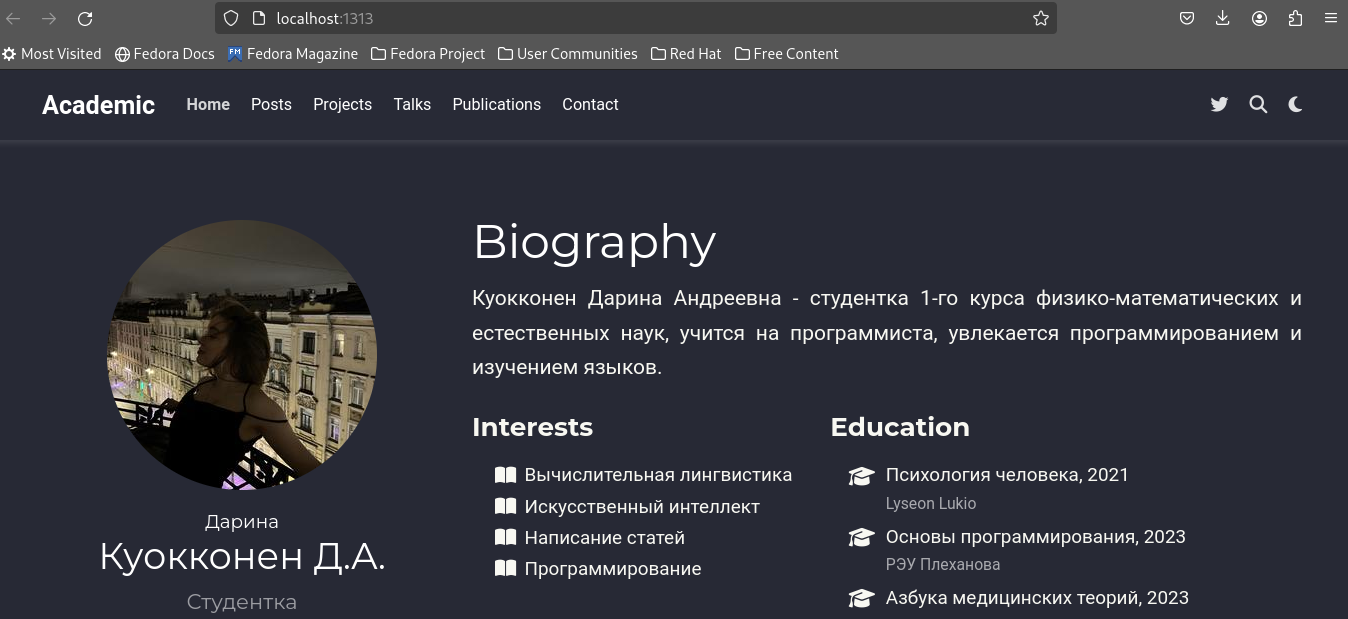 localhost:1313
Most Visited Fedora Docs FM Fedora Magazine Fedora Project User Communities Red Hat Free Content
Academic Home Posts Projects Talks Publications Contact
Biography
Куокконен Дарина Андреевна - студентка 1-го курса физико-математических и
естественных наук, учится на программиста, увлекается программированием и
изучением языков.
Interests
Вычислительная лингвистика
Искусственный интеллект
Написание статей
Программирование
Education
Психология человека, 2021
Lyseon Lukio
Основы программирования, 2023
РЭУ Плеханова
Азбука медицинских теорий, 2023
Дарина
Куокконен Д.А.
Студентка